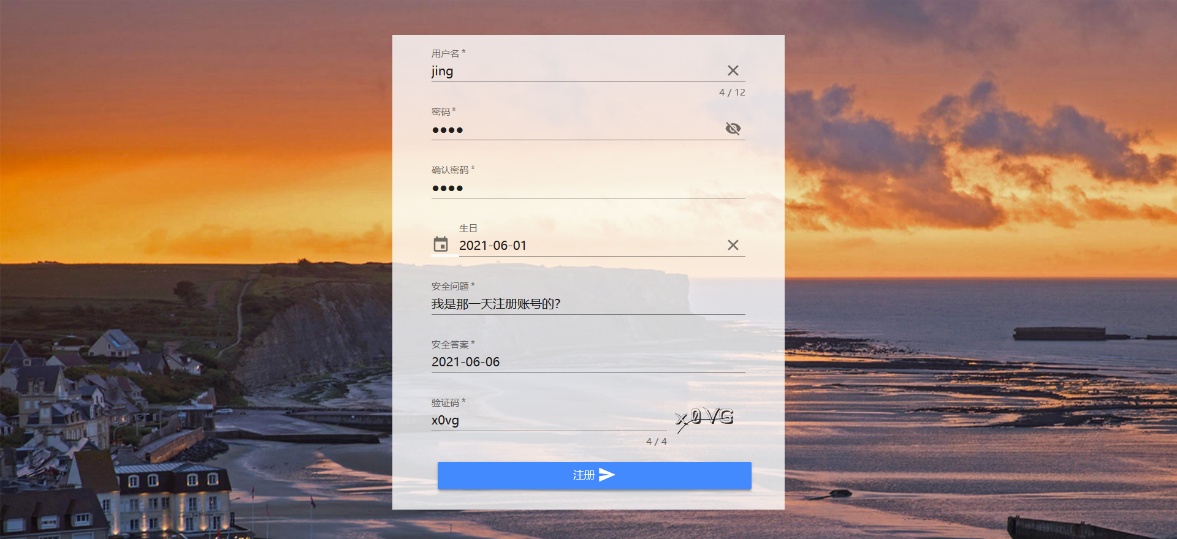 用户名 *
jing
4 / 12
密码 *
••••
确认密码 *
••••
生日
2021-06-01
安全问题 *
我是那一天注册账号的?
安全答案 *
2021-06-06
验证码 *
x0vg
x0VG
4 / 4
注册